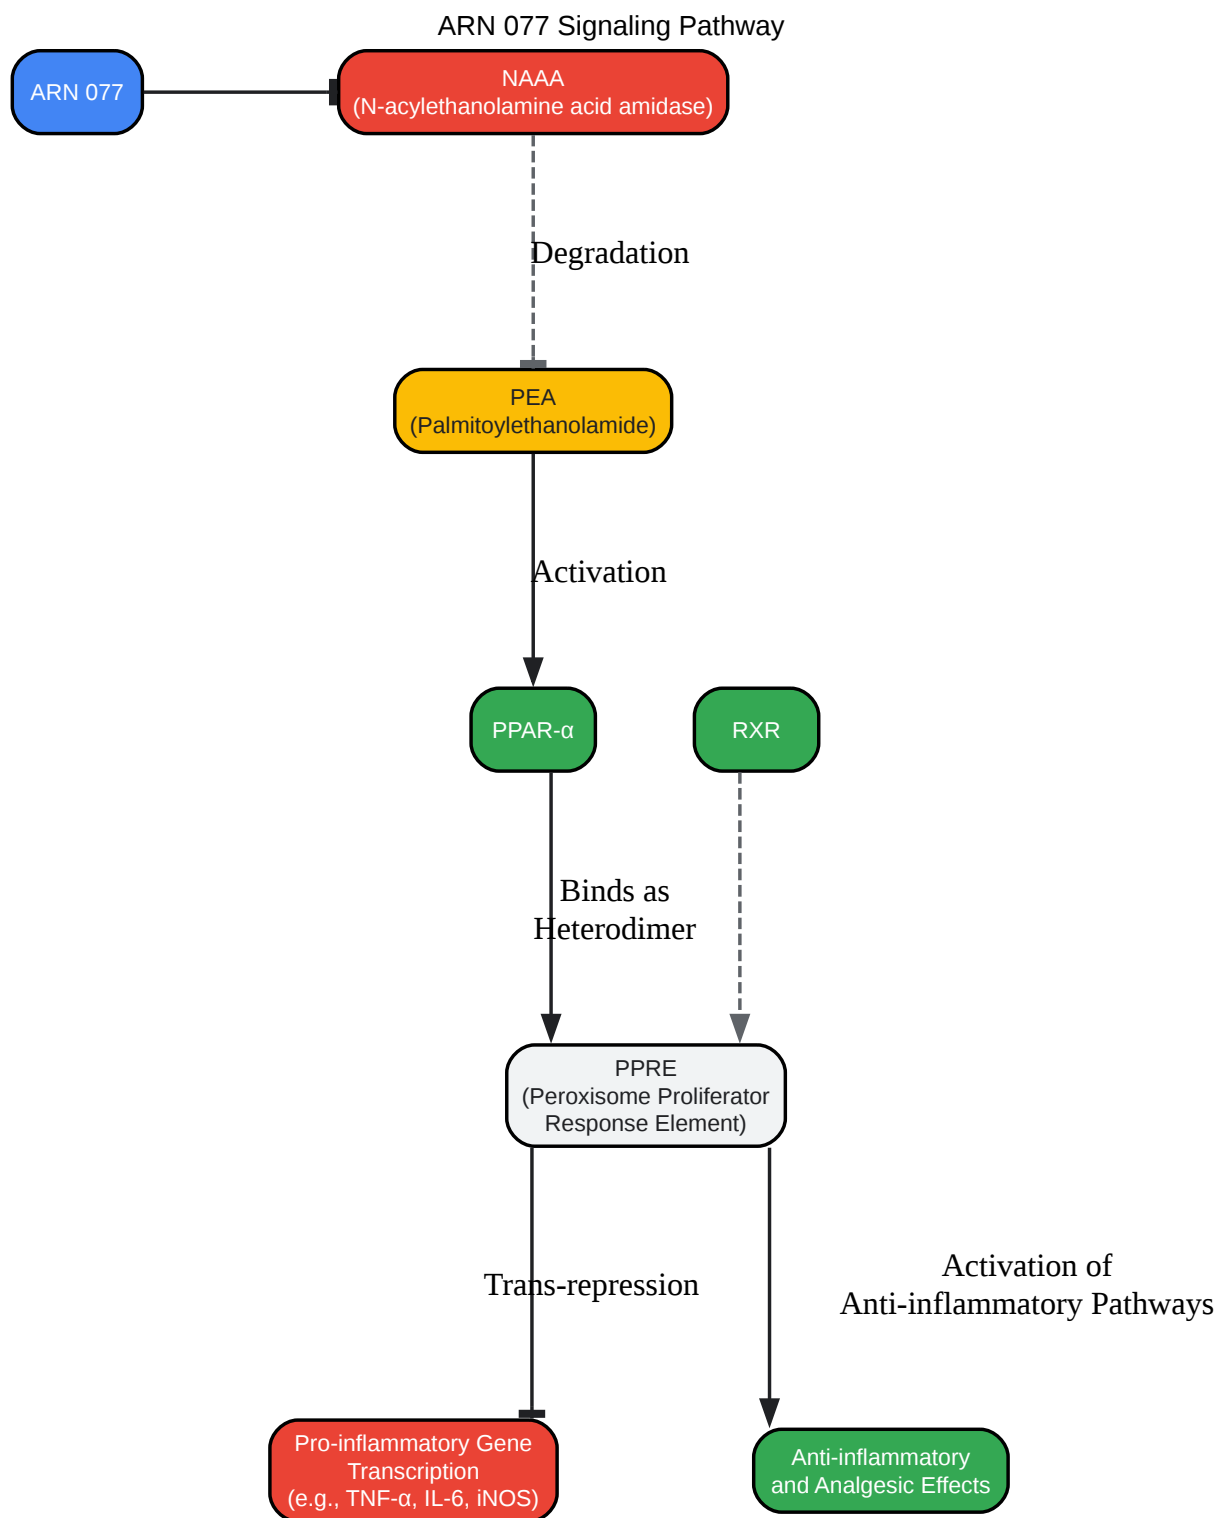 ARN 077 Signaling Pathway
ARN 077
NAAA
(N-acylethanolamine acid amidase)
Degradation
PEA
(Palmitoylethanolamide)
Activation
PPAR-α
RXR
Binds as
Heterodimer
PPRE
(Peroxisome Proliferator
Response Element)
Trans-repression
Activation of
Anti-inflammatory Pathways
Pro-inflammatory Gene
Transcription
(e.g., TNF-α, IL-6, iNOS)
Anti-inflammatory
and Analgesic Effects